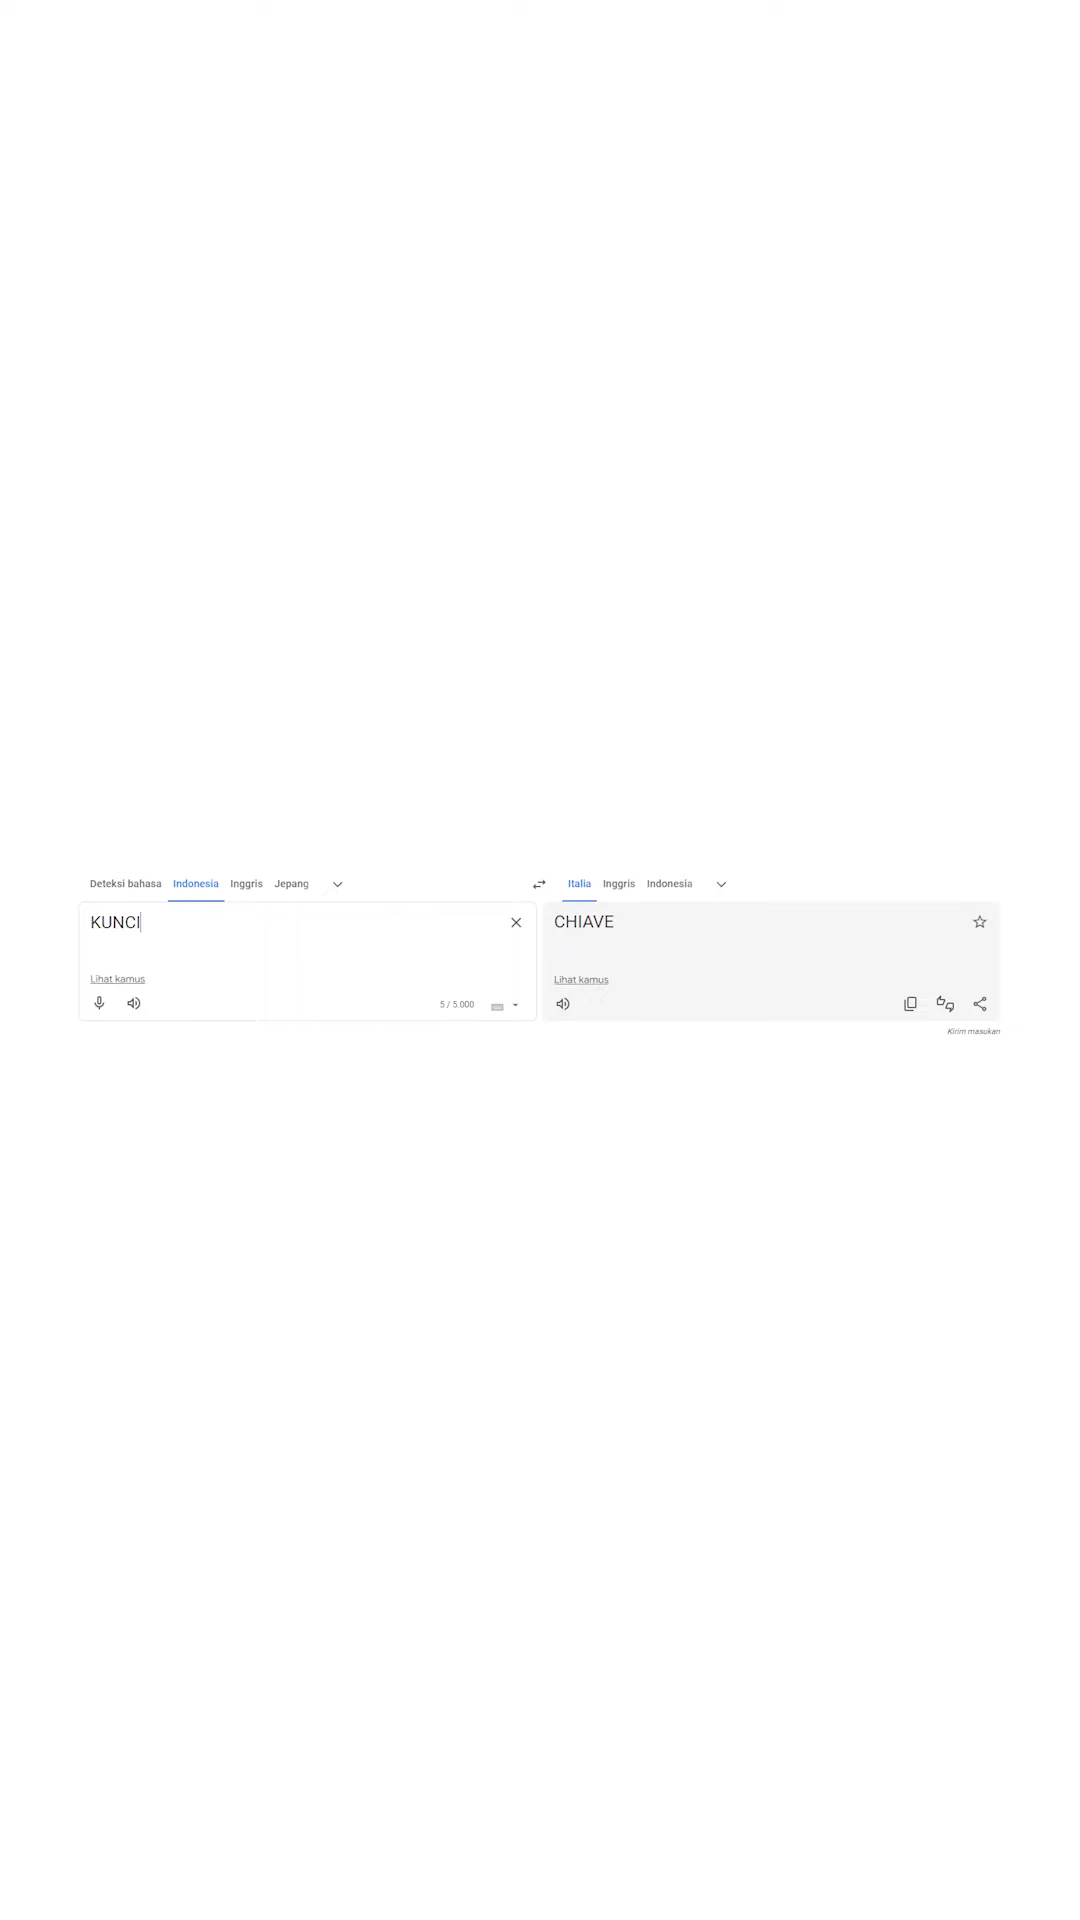 Deteksi bahasa Indonesia Inggris Jepang
Italia Inggris Indonesia
KUNCI
CHIAVE
Lihat kamus
Lihat kamus
5 / 5.000
Kirim masukan